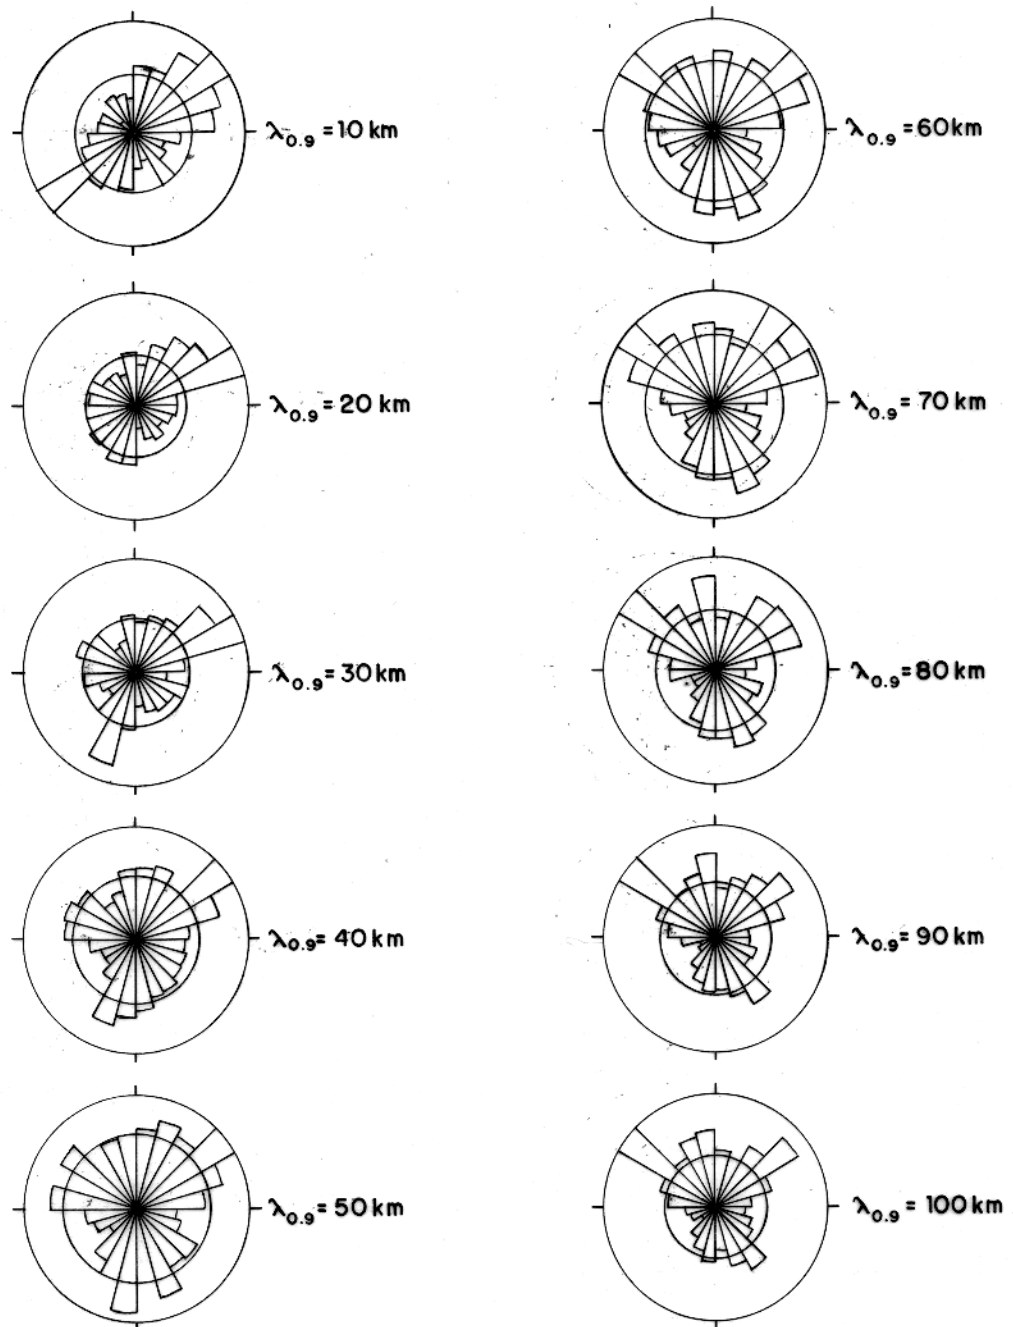 λ0.9 = 10 km
λ0.9 = 20 km
λ0.9 = 30 km
λ0.9 = 40 km
λ0.9 = 50 km
λ0.9 = 60 km
λ0.9 = 70 km
λ0.9 = 80 km
λ0.9 = 90 km
λ0.9 = 100 km